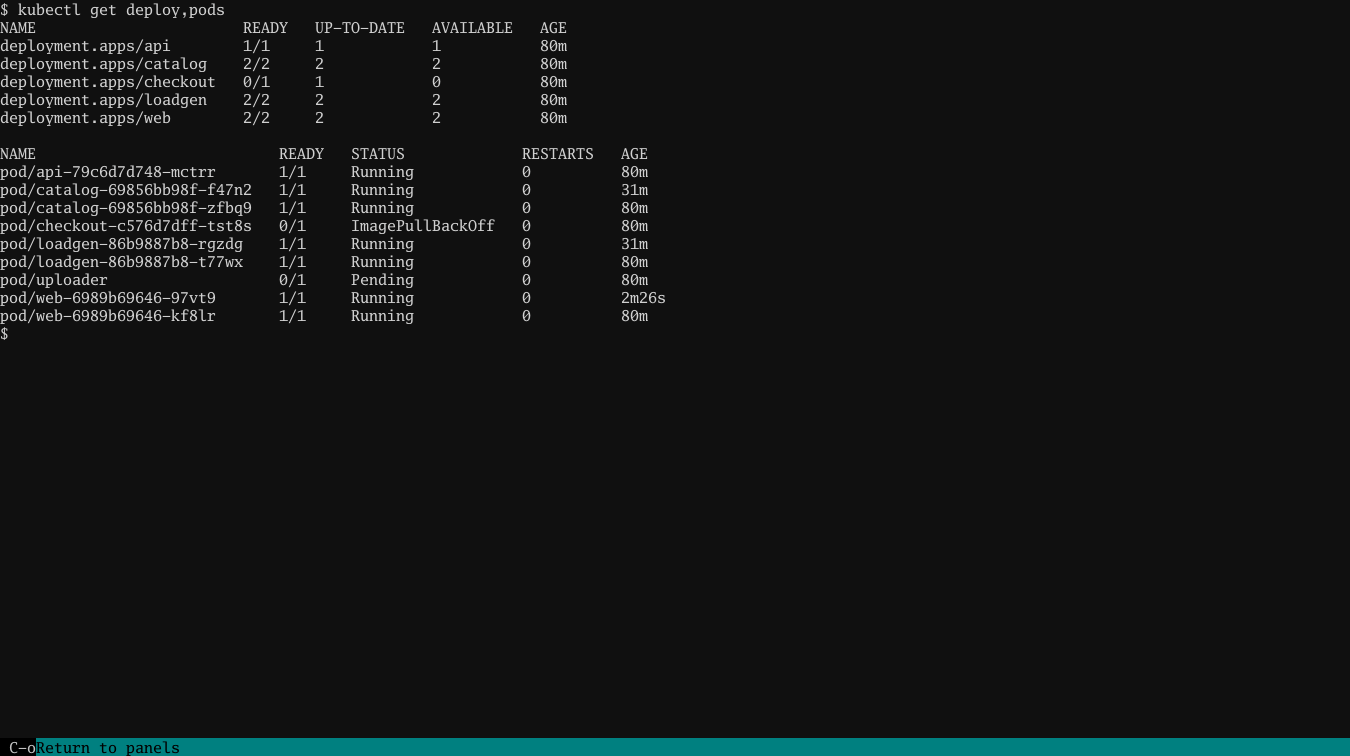 $ kubectl get deploy,pods
NAME                       READY   UP-TO-DATE   AVAILABLE   AGE
deployment.apps/api        1/1     1            1           80m
deployment.apps/catalog    2/2     2            2           80m
deployment.apps/checkout   0/1     1            0           80m
deployment.apps/loadgen    2/2     2            2           80m
deployment.apps/web        2/2     2            2           80m

NAME                           READY   STATUS             RESTARTS   AGE
pod/api-79c6d7d748-mctrr       1/1     Running            0          80m
pod/catalog-69856bb98f-f47n2   1/1     Running            0          31m
pod/catalog-69856bb98f-zfbq9   1/1     Running            0          80m
pod/checkout-c576d7dff-tst8s   0/1     ImagePullBackOff   0          80m
pod/loadgen-86b9887b8-rgzdg    1/1     Running            0          31m
pod/loadgen-86b9887b8-t77wx    1/1     Running            0          80m
pod/uploader                   0/1     Pending            0          80m
pod/web-6989b69646-97vt9       1/1     Running            0          2m26s
pod/web-6989b69646-kf8lr       1/1     Running            0          80m
$
C-oReturn to panels